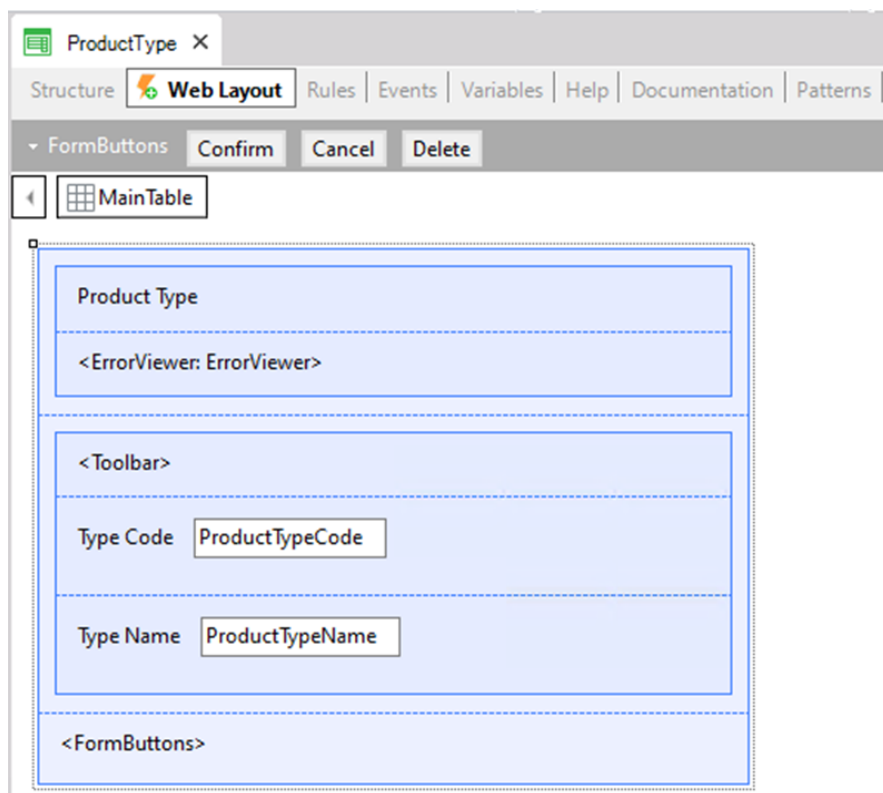 ProductType
Structure Web Layout Rules Events Variables Help Documentation Patterns
FormButtons Confirm Cancel Delete
MainTable
Product Type
<ErrorViewer: ErrorViewer>
<Toolbar>
Type Code ProductTypeCode
Type Name ProductTypeName
<FormButtons>